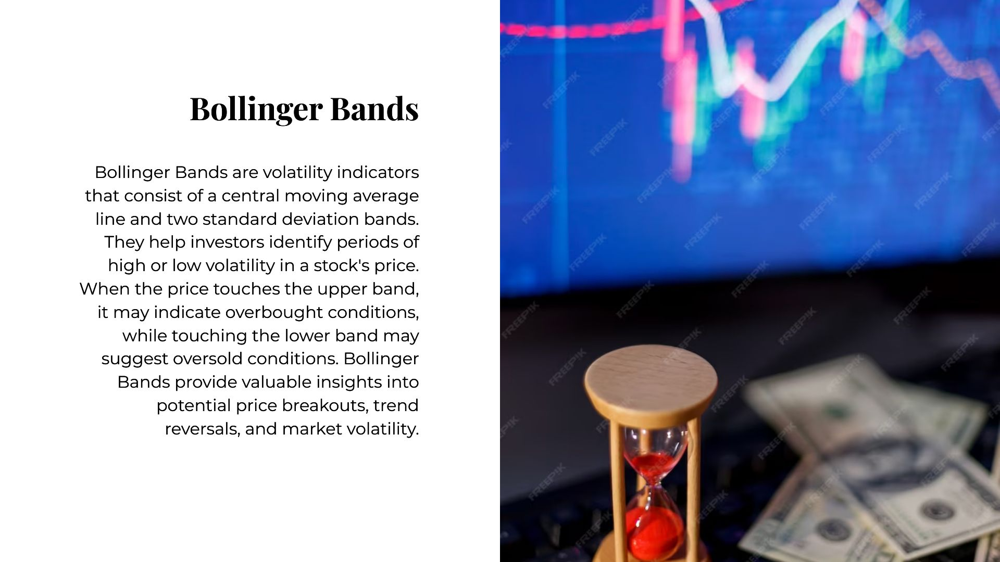 Bollinger Bands
Bollinger Bands are volatility indicators
that consist of a central moving average
line and two standard deviation bands.
They help investors identify periods of
high or low volatility in a stock's price.
When the price touches the upper band,
it may indicate overbought conditions,
while touching the lower band may
suggest oversold conditions. Bollinger
Bands provide valuable insights into
potential price breakouts, trend
reversals, and market volatility.
FREEPIK